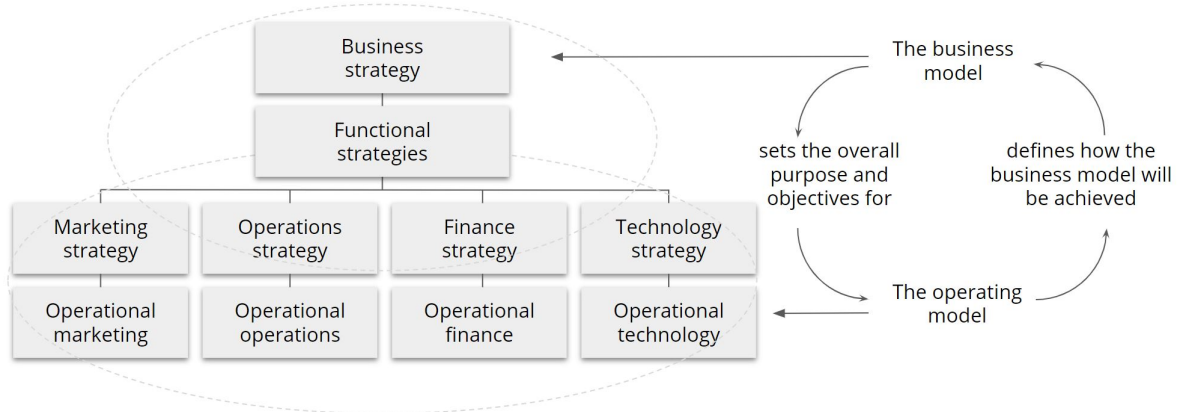 Business
strategy
The business
model
Functional
strategies
sets the overall
purpose and
objectives for
defines how the
business model will
be achieved
Marketing
strategy
Operations
strategy
Finance
strategy
Technology
strategy
Operational
marketing
Operational
operations
Operational
finance
Operational
technology
The operating
model